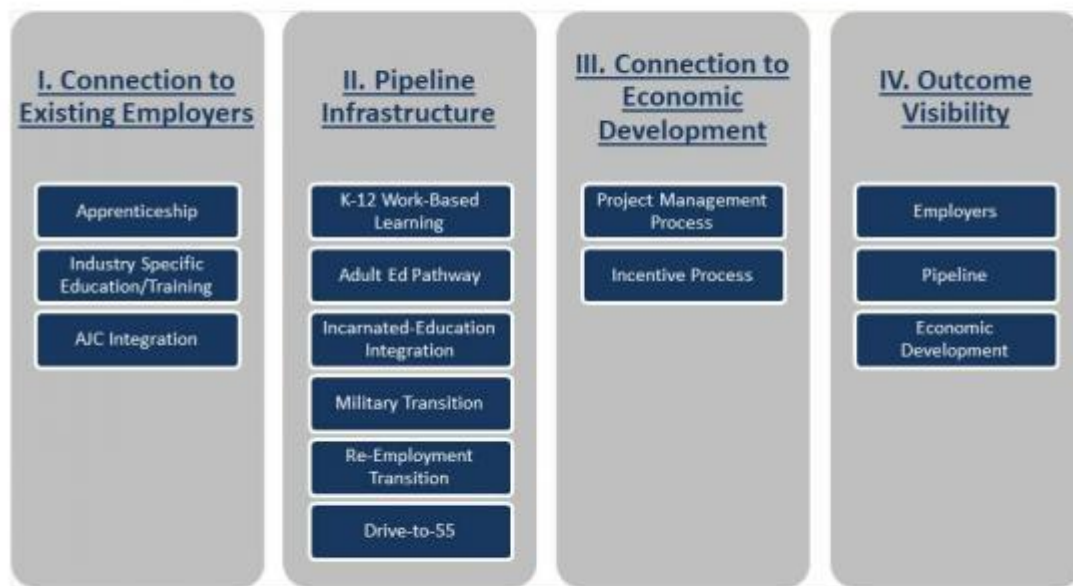 I. Connection to
Existing Employers
Apprenticeship
Industry Specific
Education/Training
AJC Integration
II. Pipeline
Infrastructure
K-12 Work-Based
Learning
Adult Ed Pathway
Incarnated-Education
Integration
Military Transition
Re-Employment
Transition
Drive-to-55
III. Connection to
Economic
Development
Project Management
Process
Incentive Process
IV. Outcome
Visibility
Employers
Pipeline
Economic
Development